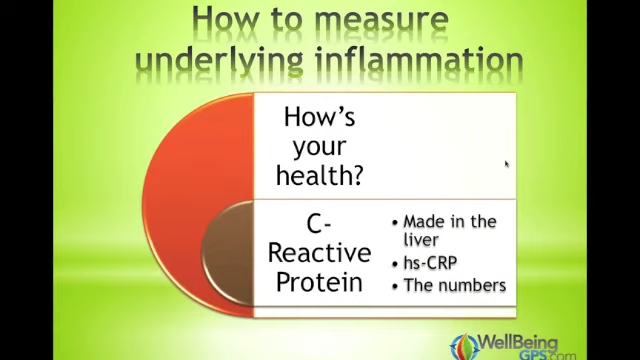 How to measure
underlying inflammation
How's
your
health?
C-
Reactive
Protein
• Made in the
liver
• hs-CRP
• The numbers
WellBeing
GPS.com